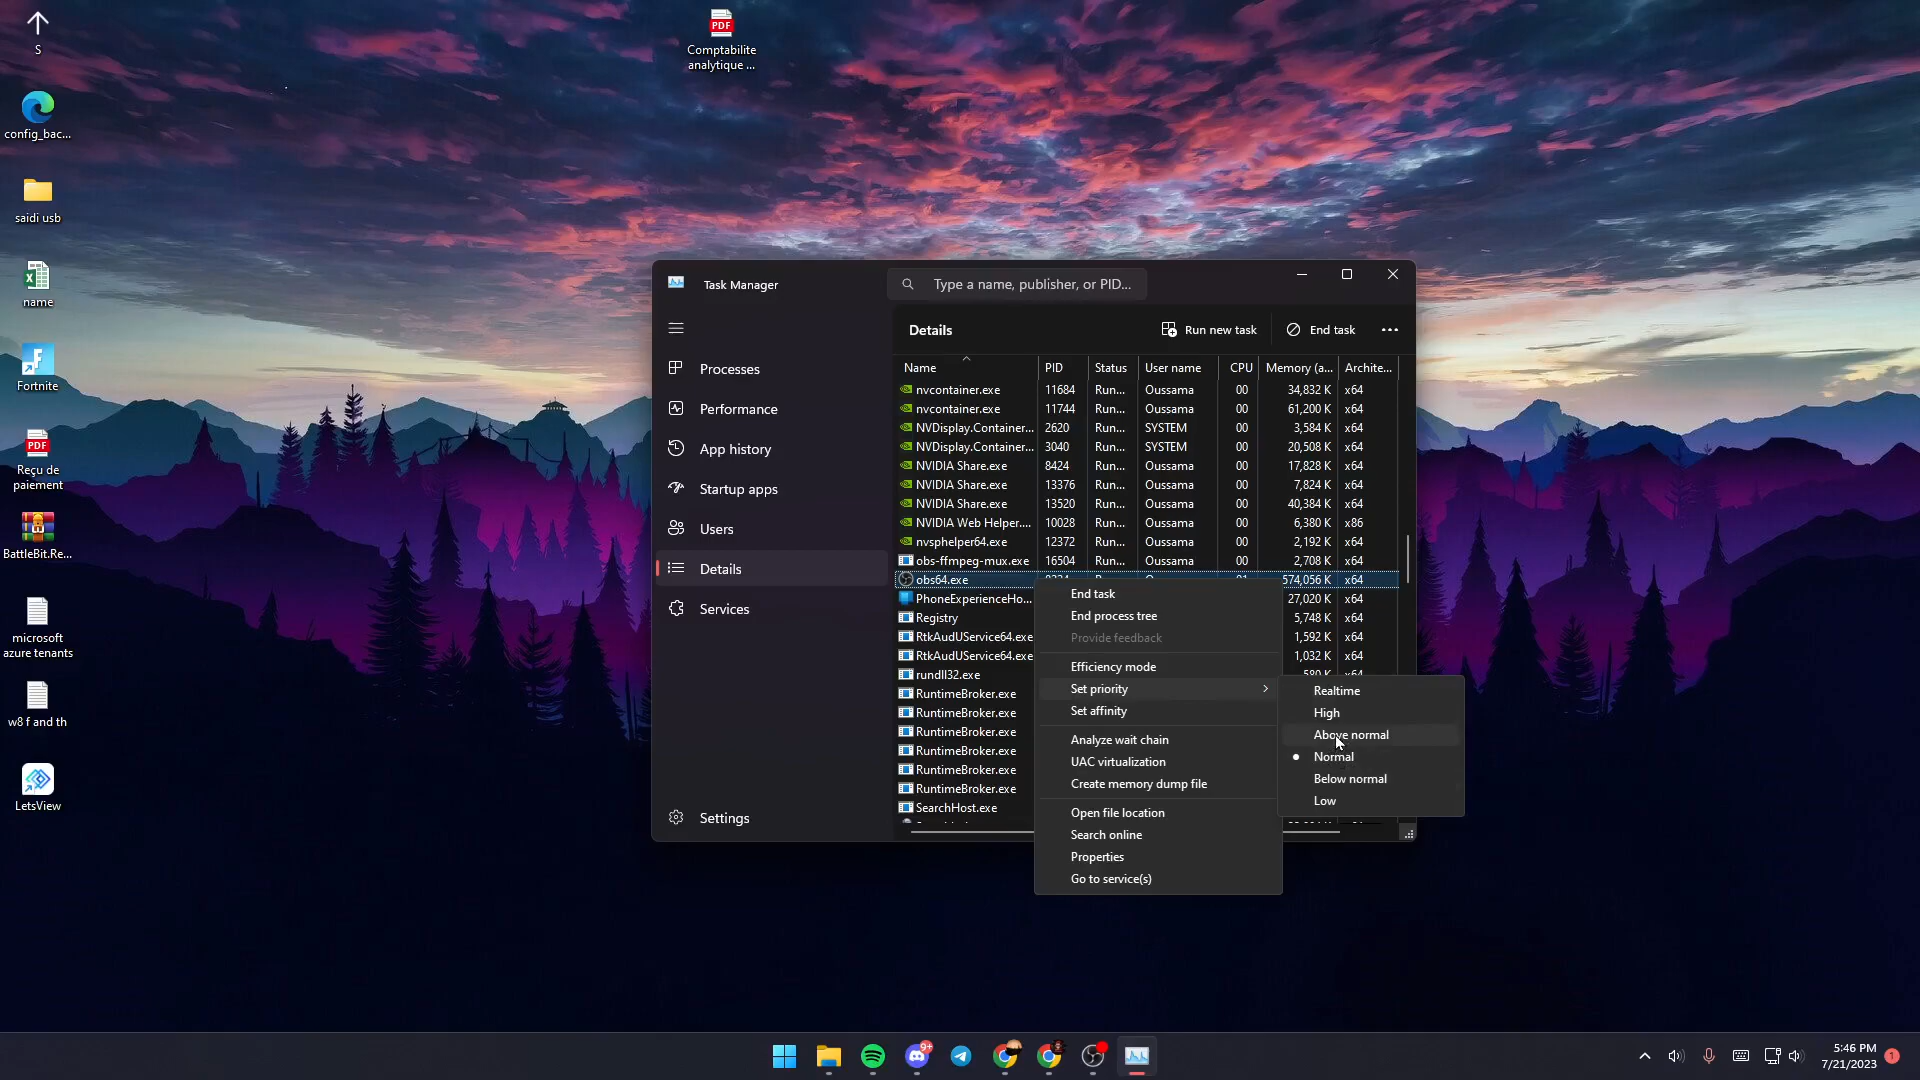 S
config_bac...
saidi usb
name
Fortnite
Reçu de
paiement
BattleBit.Re...
microsoft
azure tenants
w8 f and th
LetsView
PDF
Comptabilite
analytique ...
Task Manager
Type a name, publisher, or PID...
Processes
Performance
App history
Startup apps
Users
Details
Services
Settings
Details
Run new task
End task
Name PID Status User name CPU Memory (a... Archite...
nvcontainer.exe 11684 Run... Oussama 00 34,832 K x64
nvcontainer.exe 11744 Run... Oussama 00 61,200 K x64
NVDisplay.Container... 2620 Run... SYSTEM 00 3,584 K x64
NVDisplay.Container... 3040 Run... SYSTEM 00 20,508 K x64
NVIDIA Share.exe 8424 Run... Oussama 00 17,828 K x64
NVIDIA Share.exe 13376 Run... Oussama 00 7,824 K x64
NVIDIA Share.exe 13520 Run... Oussama 00 40,384 K x64
NVIDIA Web Helper.... 10028 Run... Oussama 00 6,380 K x86
nvsphelper64.exe 12372 Run... Oussama 00 2,192 K x64
obs-ffmpeg-mux.exe 16504 Run... Oussama 00 2,708 K x64
obs64.exe 574,056 K x64
PhoneExperienceHo... 27,020 K x64
Registry 5,748 K x64
RtkAudUService64.exe 1,592 K x64
RtkAudUService64.exe 1,032 K x64
rundll32.exe
RuntimeBroker.exe
RuntimeBroker.exe
RuntimeBroker.exe
RuntimeBroker.exe
RuntimeBroker.exe
RuntimeBroker.exe
SearchHost.exe
End task
End process tree
Provide feedback
Efficiency mode
Set priority
Set affinity
Analyze wait chain
UAC virtualization
Create memory dump file
Open file location
Search online
Properties
Go to service(s)
Realtime
High
Above normal
Normal
Below normal
Low
9+
5:46 PM
7/21/2023
1